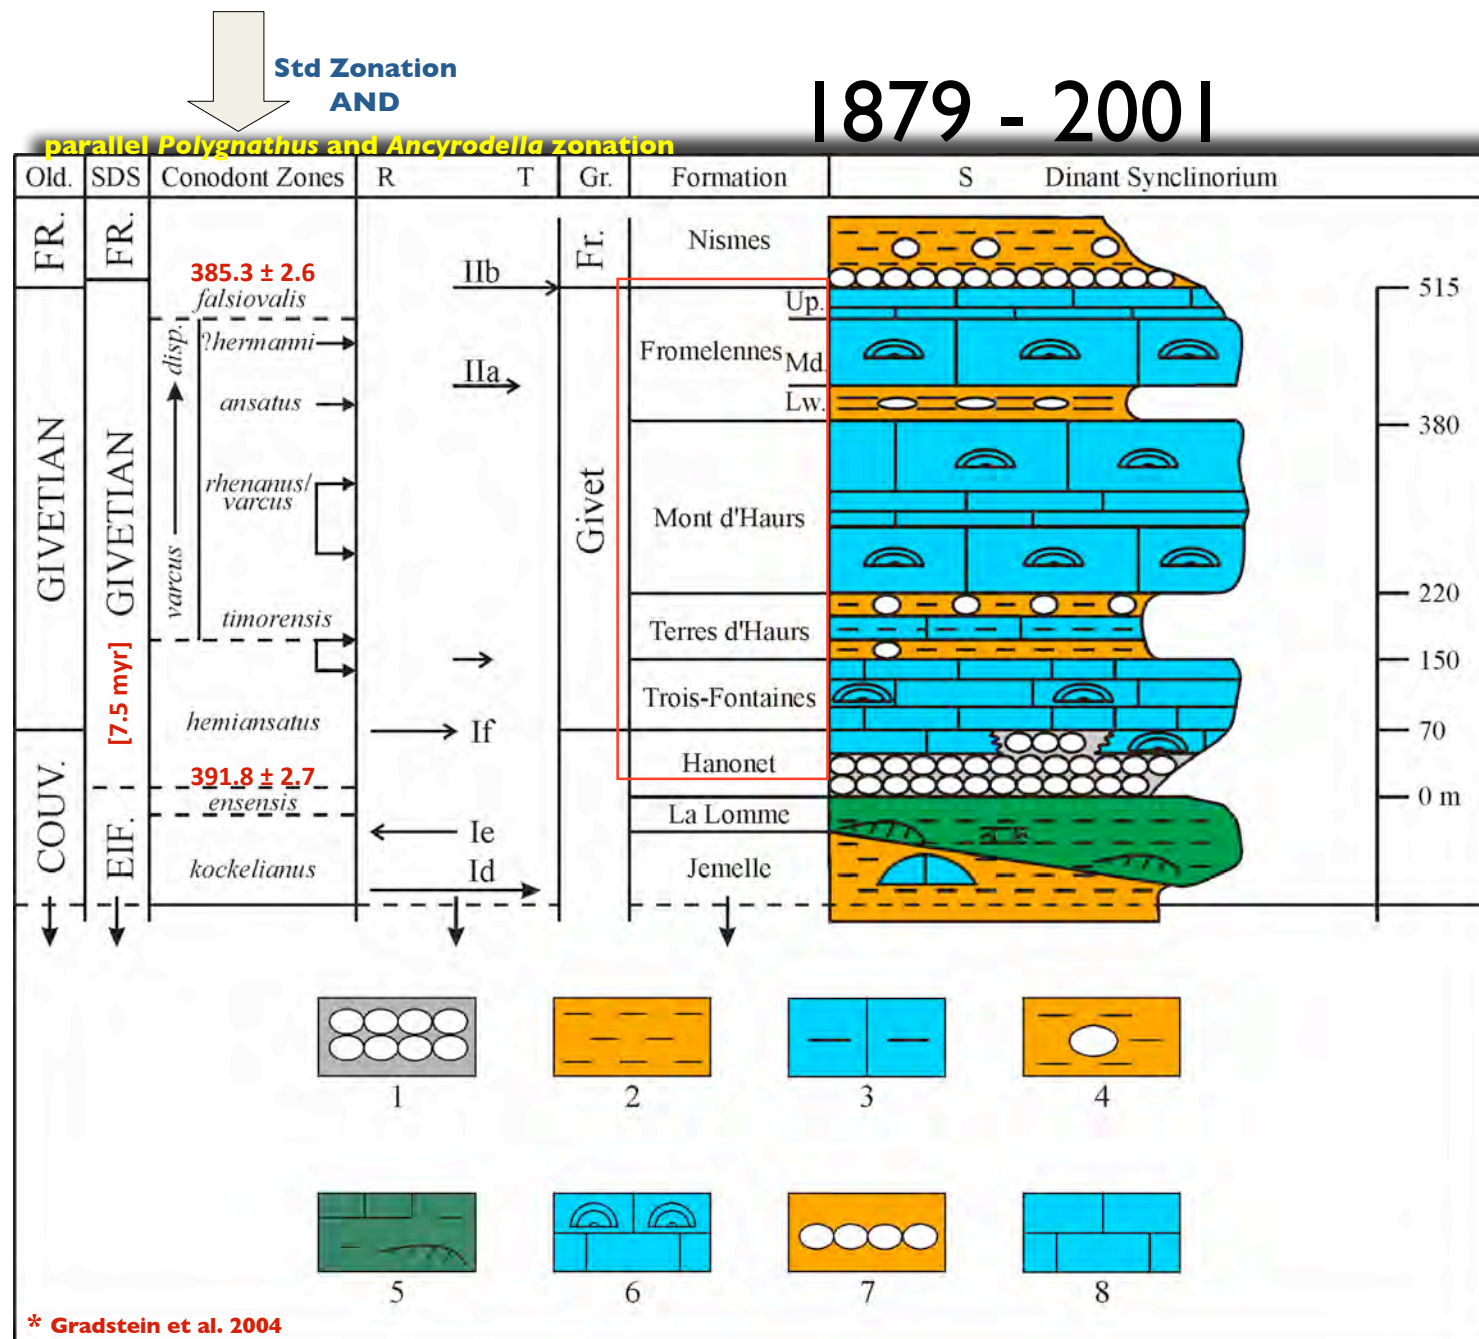 Std Zonation
AND
1879 - 2001
parallel Polygnathus and Ancyrodella zonation
Old. SDS Conodont Zones R T Gr. Formation S Dinant Synclinorium
FR. FR. Fr. Nismes
385.3 ± 2.6 IIb
falsiovalis Up. 515
disp. ?hermanni Fromelennes Md.
IIa
ansatus Lw.
380
GIVETIAN GIVETIAN rhenanus/
varcus Givet Mont d'Haurs
varcus 220
timorensis Terres d'Haurs
[7.5 myr] 150
Trois-Fontaines
hemiansatus If 70
391.8 ± 2.7 Hanonet
ensensis 0 m
COUV. EIF. Ie La Lomme
kockelianus Id Jemelle
1 2 3 4
5 6 7 8
* Gradstein et al. 2004